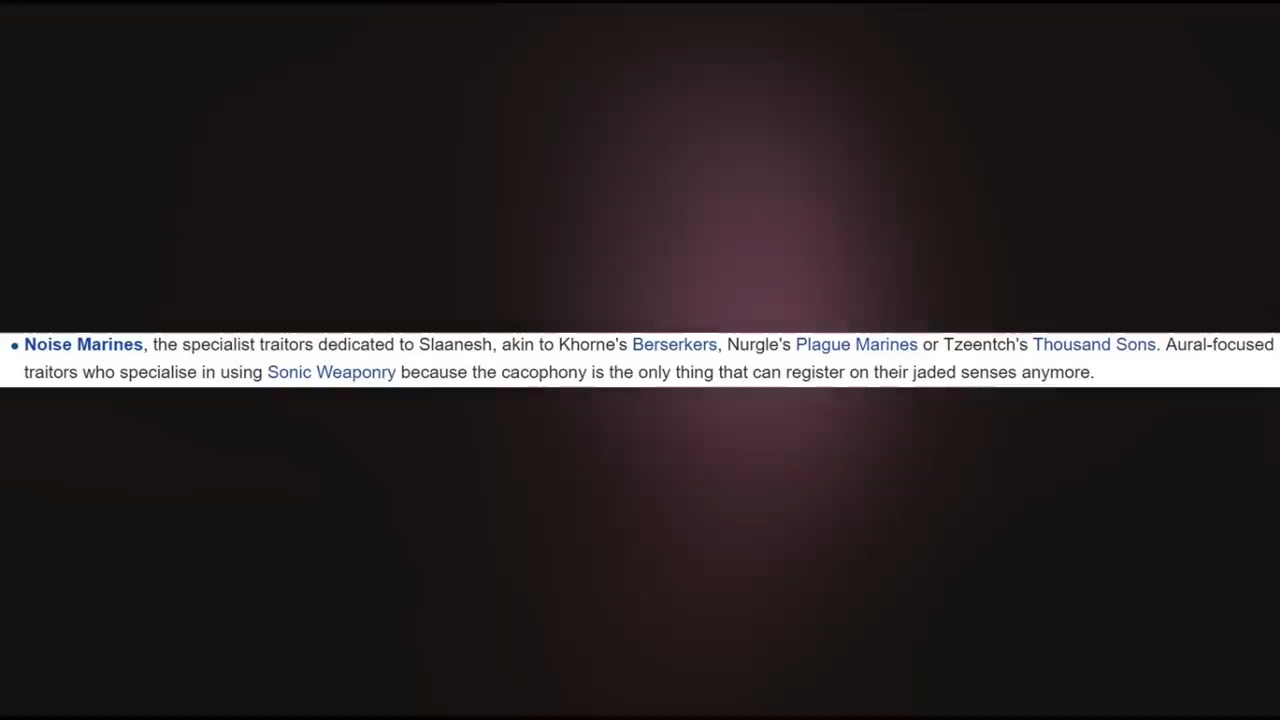 • Noise Marines, the specialist traitors dedicated to Slaanesh, akin to Khorne's Berserkers, Nurgle's Plague Marines or Tzeentch's Thousand Sons. Aural-focused
traitors who specialise in using Sonic Weaponry because the cacophony is the only thing that can register on their jaded senses anymore.